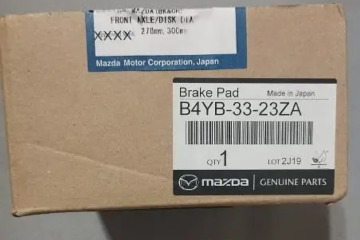 FRONT AXLE/DISK DIA
XXXX 278mm, 300mm
Mazda Motor Corporation, Japan
Brake Pad Made in Japan
B4YB-33-23ZA
QTY 1 LOT 2J19
mazda GENUINE PARTS